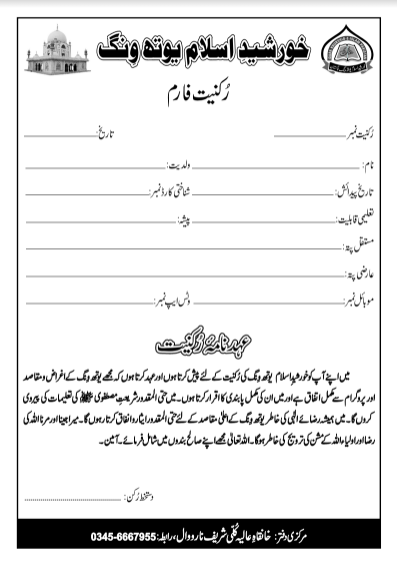 خورشیدِ اسلام یوتھ وِنگ
رُکنیت فارم
رُکنیت نمبر: تاریخ:
نام: ولدیت:
تاریخِ پیدائش: شناختی کارڈ نمبر:
تعلیمی قابلیت: پیشہ:
مستقل پتہ:
عارضی پتہ:
موبائل نمبر: وٹس ایپ نمبر:
عہد نامۂ رُکنیت
میں اپنے آپ کو خورشیدِ اسلام یوتھ ونگ کی رُکنیت کے لئے پیش کرتا ہوں اور عہد کرتا ہوں کہ مجھے یوتھ ونگ کے اغراض و مقاصد
اور پروگرام سے مکمل اتفاق ہے اور میں ان کی مکمل پابندی کا اقرار کرتا ہوں۔ میں حتی المقدور شریعتِ مصطفوی ﷺ کی تعلیمات کی پیروی
کروں گا۔ میں ہمیشہ رضائے الٰہی کی خاطر یوتھ ونگ کے اعلیٰ مقاصد کے لئے حتی المقدور ایثار و انفاق کرتا رہوں گا۔ میرا جینا اور مرنا اللہ کی
رضا اور اولیاء اللہ کے مشن کی ترویج کی خاطر ہوگا۔ اللہ تعالیٰ مجھے اپنے صالح بندوں میں شامل فرمائے۔ آمین۔
دستخط رُکن:
مرکزی دفتر: خانقاہِ عالیہ گلئی شریف نارووال، رابطہ: 0345-6667955